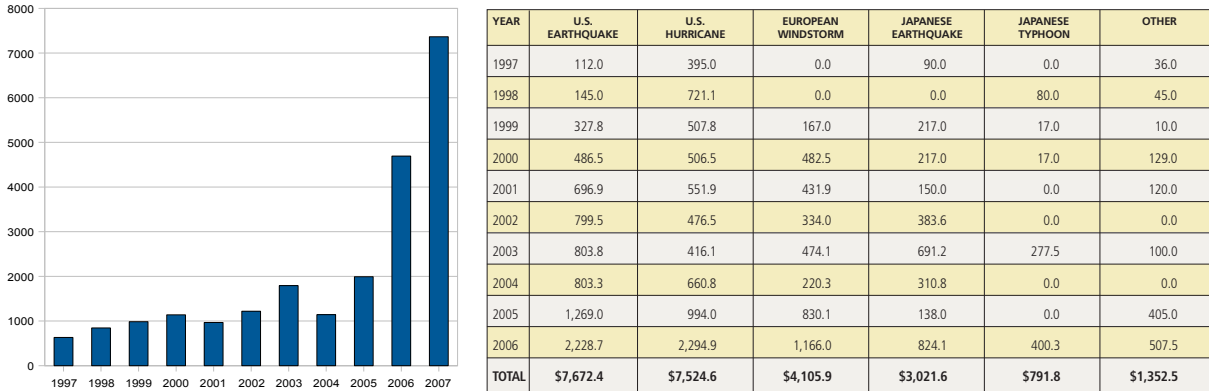 8000
7000
6000
5000
4000
3000
2000
1000
0
1997 1998 1999 2000 2001 2002 2003 2004 2005 2006 2007
YEAR U.S. EARTHQUAKE U.S. HURRICANE EUROPEAN WINDSTORM JAPANESE EARTHQUAKE JAPANESE TYPHOON OTHER
1997 112.0 395.0 0.0 90.0 0.0 36.0
1998 145.0 721.1 0.0 0.0 80.0 45.0
1999 327.8 507.8 167.0 217.0 17.0 10.0
2000 486.5 506.5 482.5 217.0 17.0 129.0
2001 696.9 551.9 431.9 150.0 0.0 120.0
2002 799.5 476.5 334.0 383.6 0.0 0.0
2003 803.8 416.1 474.1 691.2 277.5 100.0
2004 803.3 660.8 220.3 310.8 0.0 0.0
2005 1,269.0 994.0 830.1 138.0 0.0 405.0
2006 2,228.7 2,294.9 1,166.0 824.1 400.3 507.5
TOTAL $7,672.4 $7,524.6 $4,105.9 $3,021.6 $791.8 $1,352.5